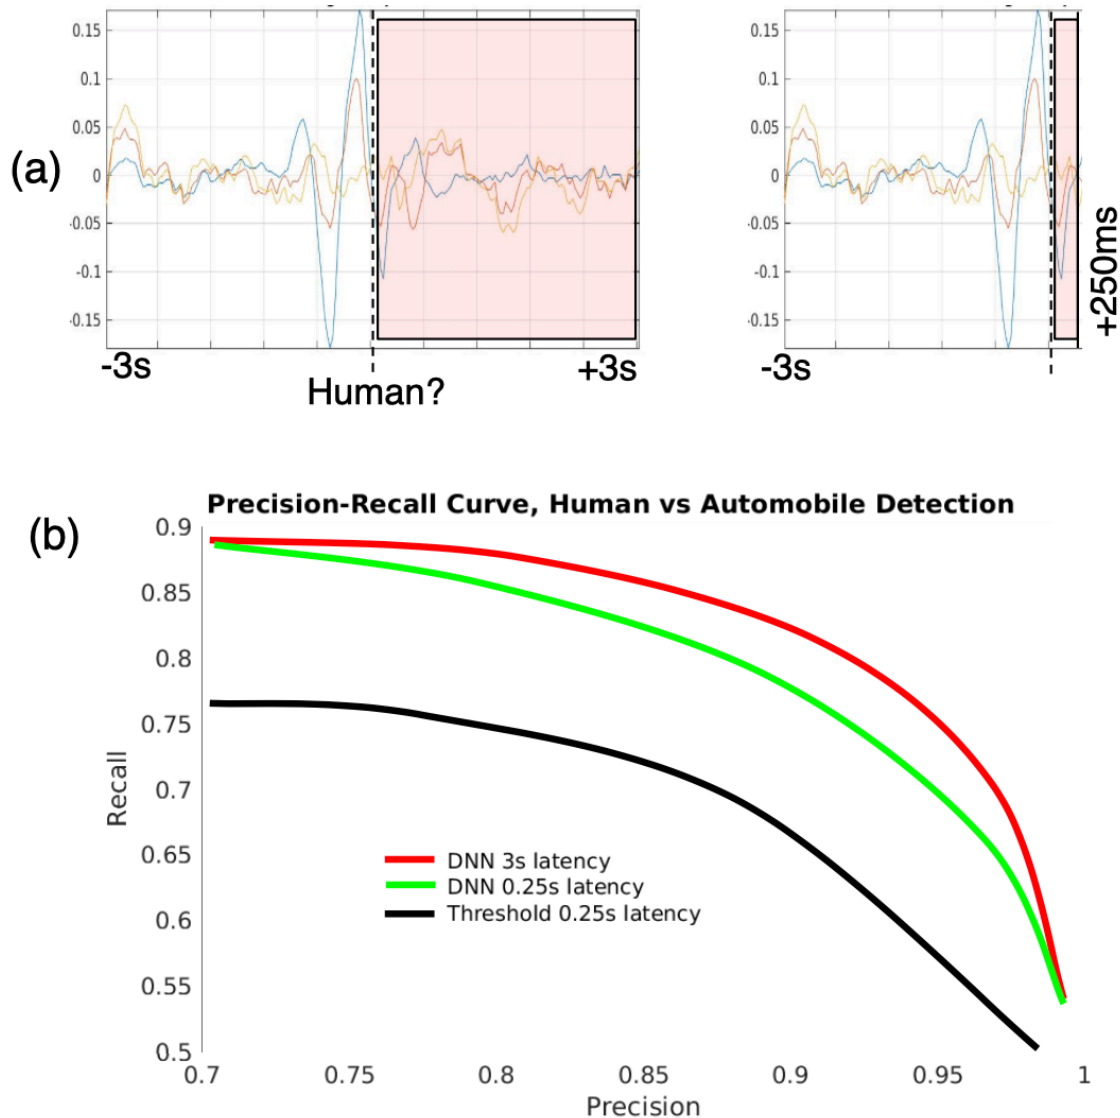 (a)
0.15
0.1
0.05
0
-0.05
-0.1
-0.15
-3s
Human?
+3s
0.15
0.1
0.05
0
-0.05
-0.1
-0.15
-3s
+250ms
(b)
Precision-Recall Curve, Human vs Automobile Detection
0.9
0.85
0.8
0.75
0.7
0.65
0.6
0.55
0.5
Recall
DNN 3s latency
DNN 0.25s latency
Threshold 0.25s latency
0.7
0.75
0.8
0.85
0.9
0.95
1
Precision